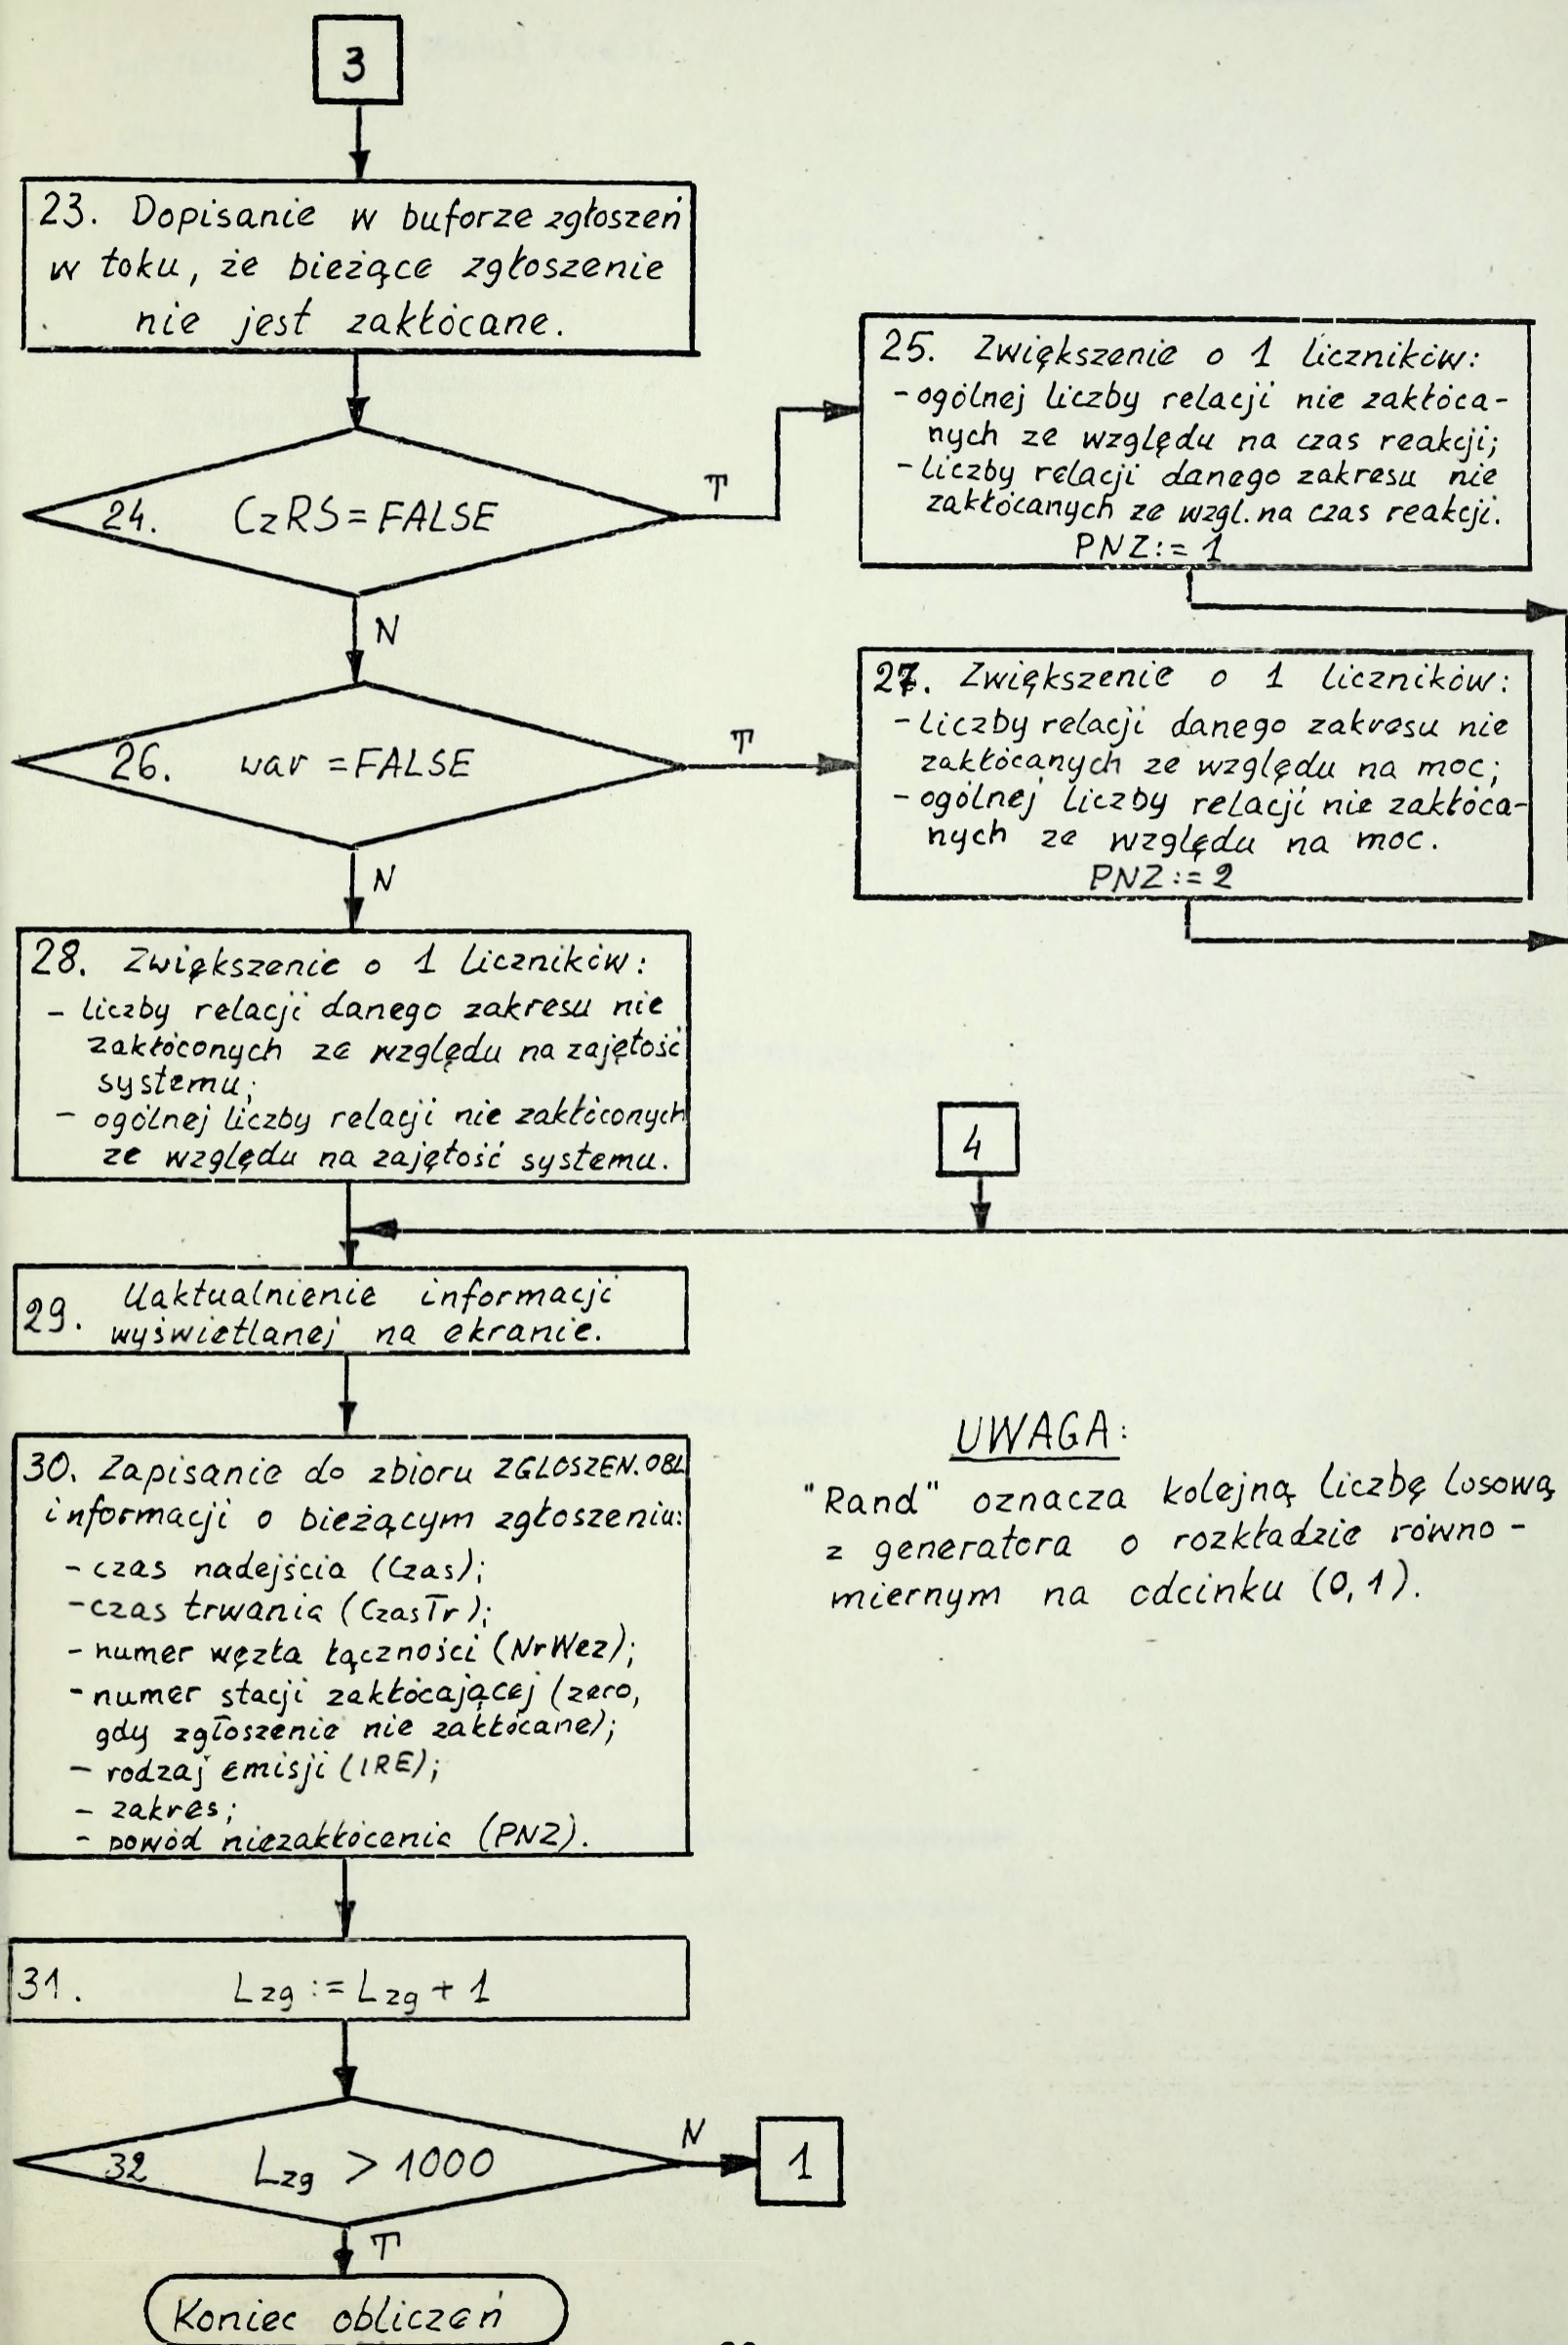 3
23. Dopisanie w buforze zgłoszeń
w toku, że bieżące zgłoszenie
nie jest zakłócane.
24. CzRS = FALSE
T
N
25. Zwiększenie o 1 liczników:
- ogólnej liczby relacji nie zakłóca-
nych ze względu na czas reakcji;
- liczby relacji danego zakresu nie
zakłócanych ze wzgl. na czas reakcji.
PNZ := 1
26. war = FALSE
T
N
27. Zwiększenie o 1 liczników:
- liczby relacji danego zakresu nie
zakłócanych ze względu na moc;
- ogólnej liczby relacji nie zakłóca-
nych ze względu na moc.
PNZ := 2
28. Zwiększenie o 1 liczników:
- liczby relacji danego zakresu nie
zakłóconych ze względu na zajętość
systemu;
- ogólnej liczby relacji nie zakłóconych
ze względu na zajętość systemu.
4
29. Uaktualnienie informacji
wyświetlanej na ekranie.
30. Zapisanie do zbioru ZGLOSZEN.OBL
informacji o bieżącym zgłoszeniu:
- czas nadejścia (Czas);
- czas trwania (CzasTr);
- numer węzła łączności (NrWez);
- numer stacji zakłócającej (zero,
gdy zgłoszenie nie zakłócane);
- rodzaj emisji (IRE);
- zakres;
- powód niezakłócenia (PNZ).
UWAGA:
"Rand" oznacza kolejną liczbę losową
z generatora o rozkładzie równo-
miernym na odcinku (0,1).
31. Lzg := Lzg + 1
32 Lzg > 1000
N
1
T
Koniec obliczeń